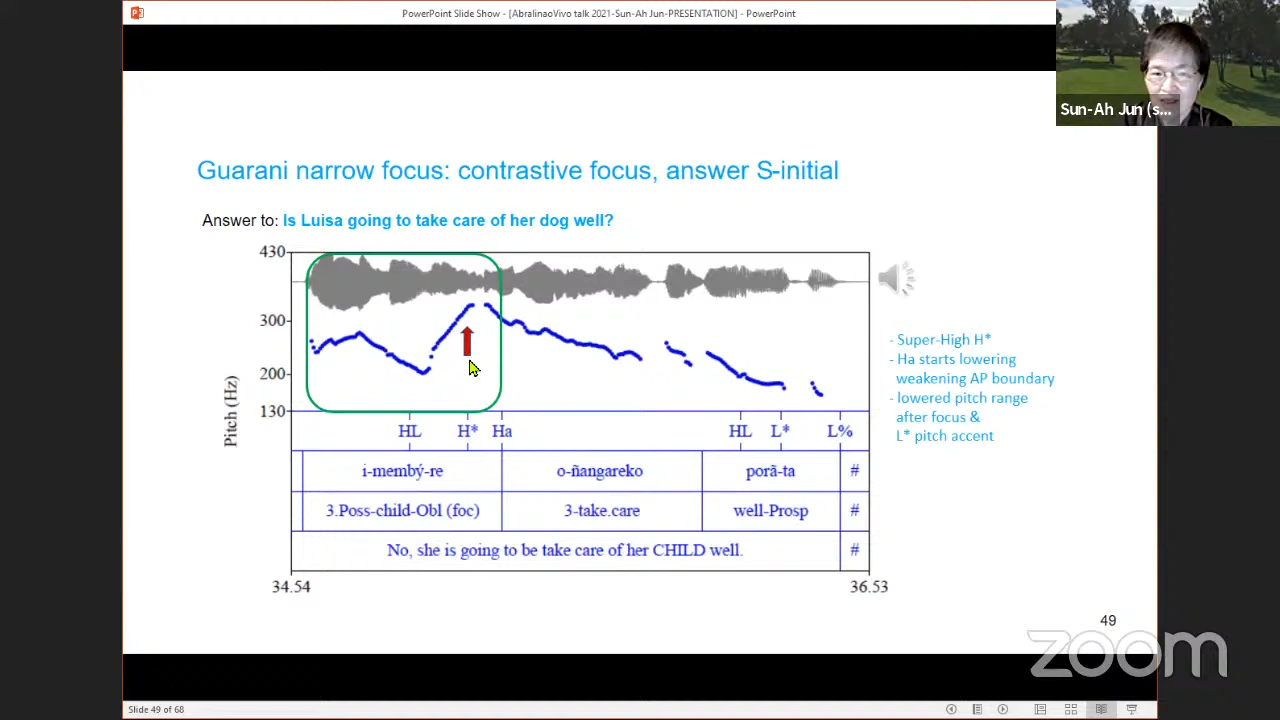 PowerPoint Slide Show - [AbralinaoVivo talk 2021-Sun-Ah Jun-PRESENTATION] - PowerPoint
Sun-Ah Jun (s...
Guarani narrow focus: contrastive focus, answer S-initial
Answer to: Is Luisa going to take care of her dog well?
430
300
200
130
Pitch (Hz)
- Super-High H*
- Ha starts lowering
weakening AP boundary
- lowered pitch range
after focus &
L* pitch accent
HL H* Ha HL L* L%
i-membý-re o-ñangareko porã-ta #
3.Poss-child-Obl (foc) 3-take.care well-Prosp #
No, she is going to be take care of her CHILD well. #
34.54 36.53
49
zoom
Slide 49 of 68